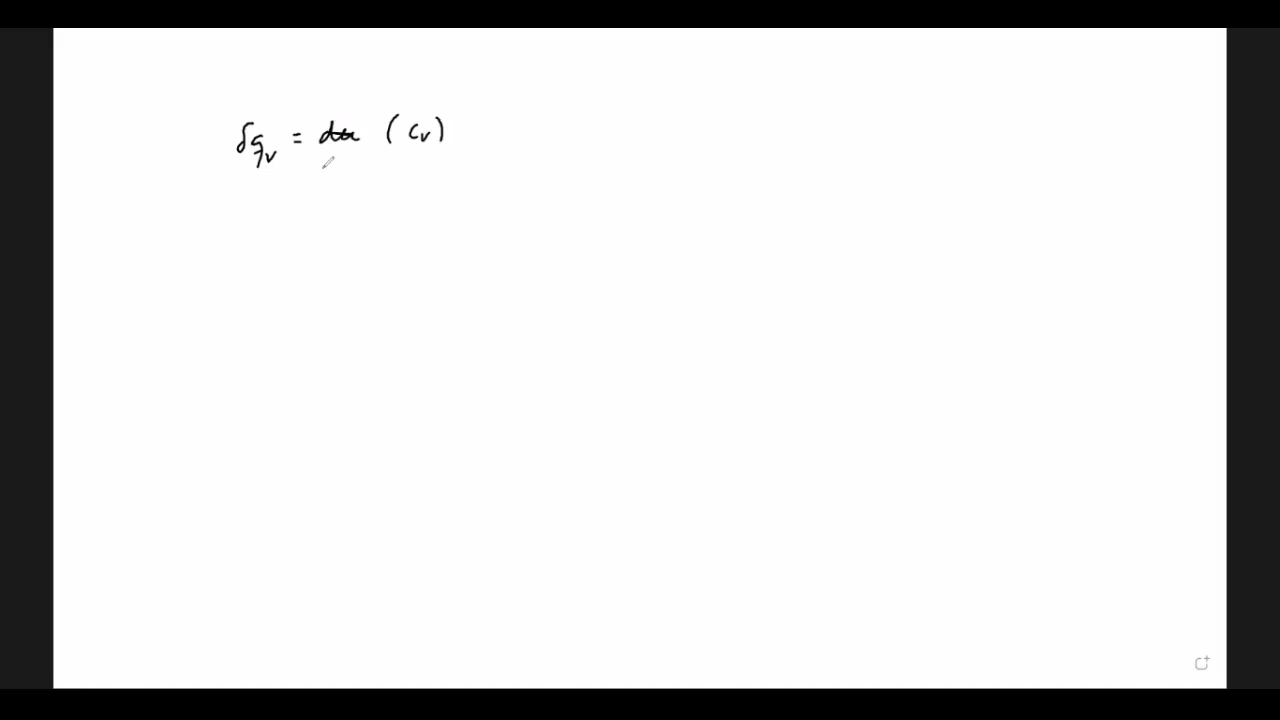 δq_v = du (c_v)